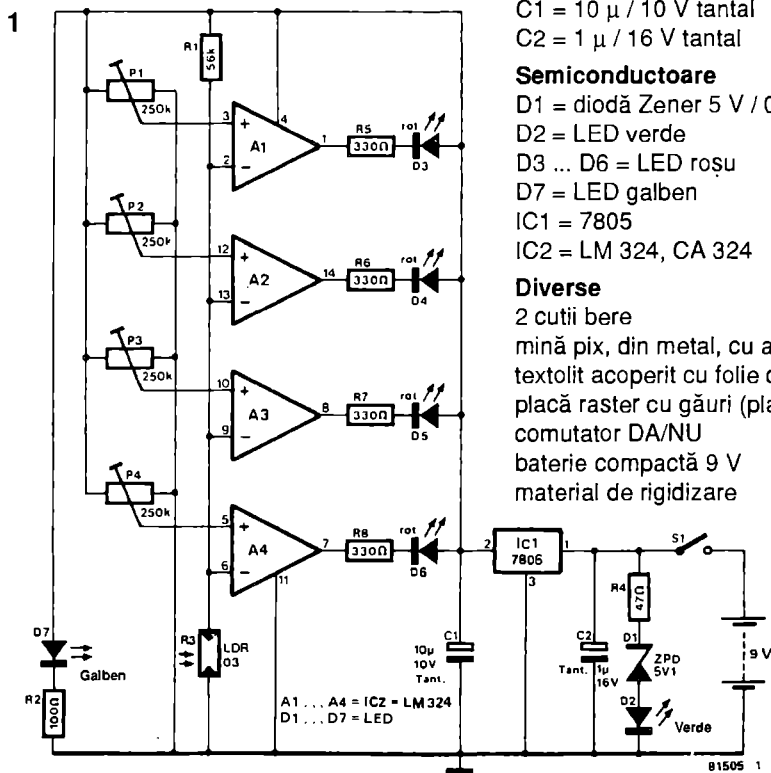 1
C1 = 10 µ / 10 V tantal
C2 = 1 µ / 16 V tantal
Semiconductoare
D1 = diodă Zener 5 V / 0
D2 = LED verde
D3 ... D6 = LED roşu
D7 = LED galben
IC1 = 7805
IC2 = LM 324, CA 324
Diverse
2 cutii bere
mină pix, din metal, cu a
textolit acoperit cu folie d
placă raster cu găuri (pla
comutator DA/NU
baterie compactă 9 V
material de rigidizare
R1
56k
P1
250k
3
+
4
A1
2
−
1
R5
330Ω
rot
D3
P2
250k
12
+
A2
13
−
14
R6
330Ω
rot
D4
P3
250k
10
+
A3
9
−
8
R7
330Ω
rot
D5
P4
250k
5
+
A4
6
−
11
7
R8
330Ω
rot
D6
2
IC1
7806
1
3
S1
R4
47Ω
D7
Galben
R2
100Ω
R3
LDR
03
C1
10µ
10V
Tant.
C2
Tant.
1µ
16V
D1
ZPD
5V1
D2
Verde
9 V
A1 ... A4 = IC2 = LM 324
D1 ... D7 = LED
81505 1